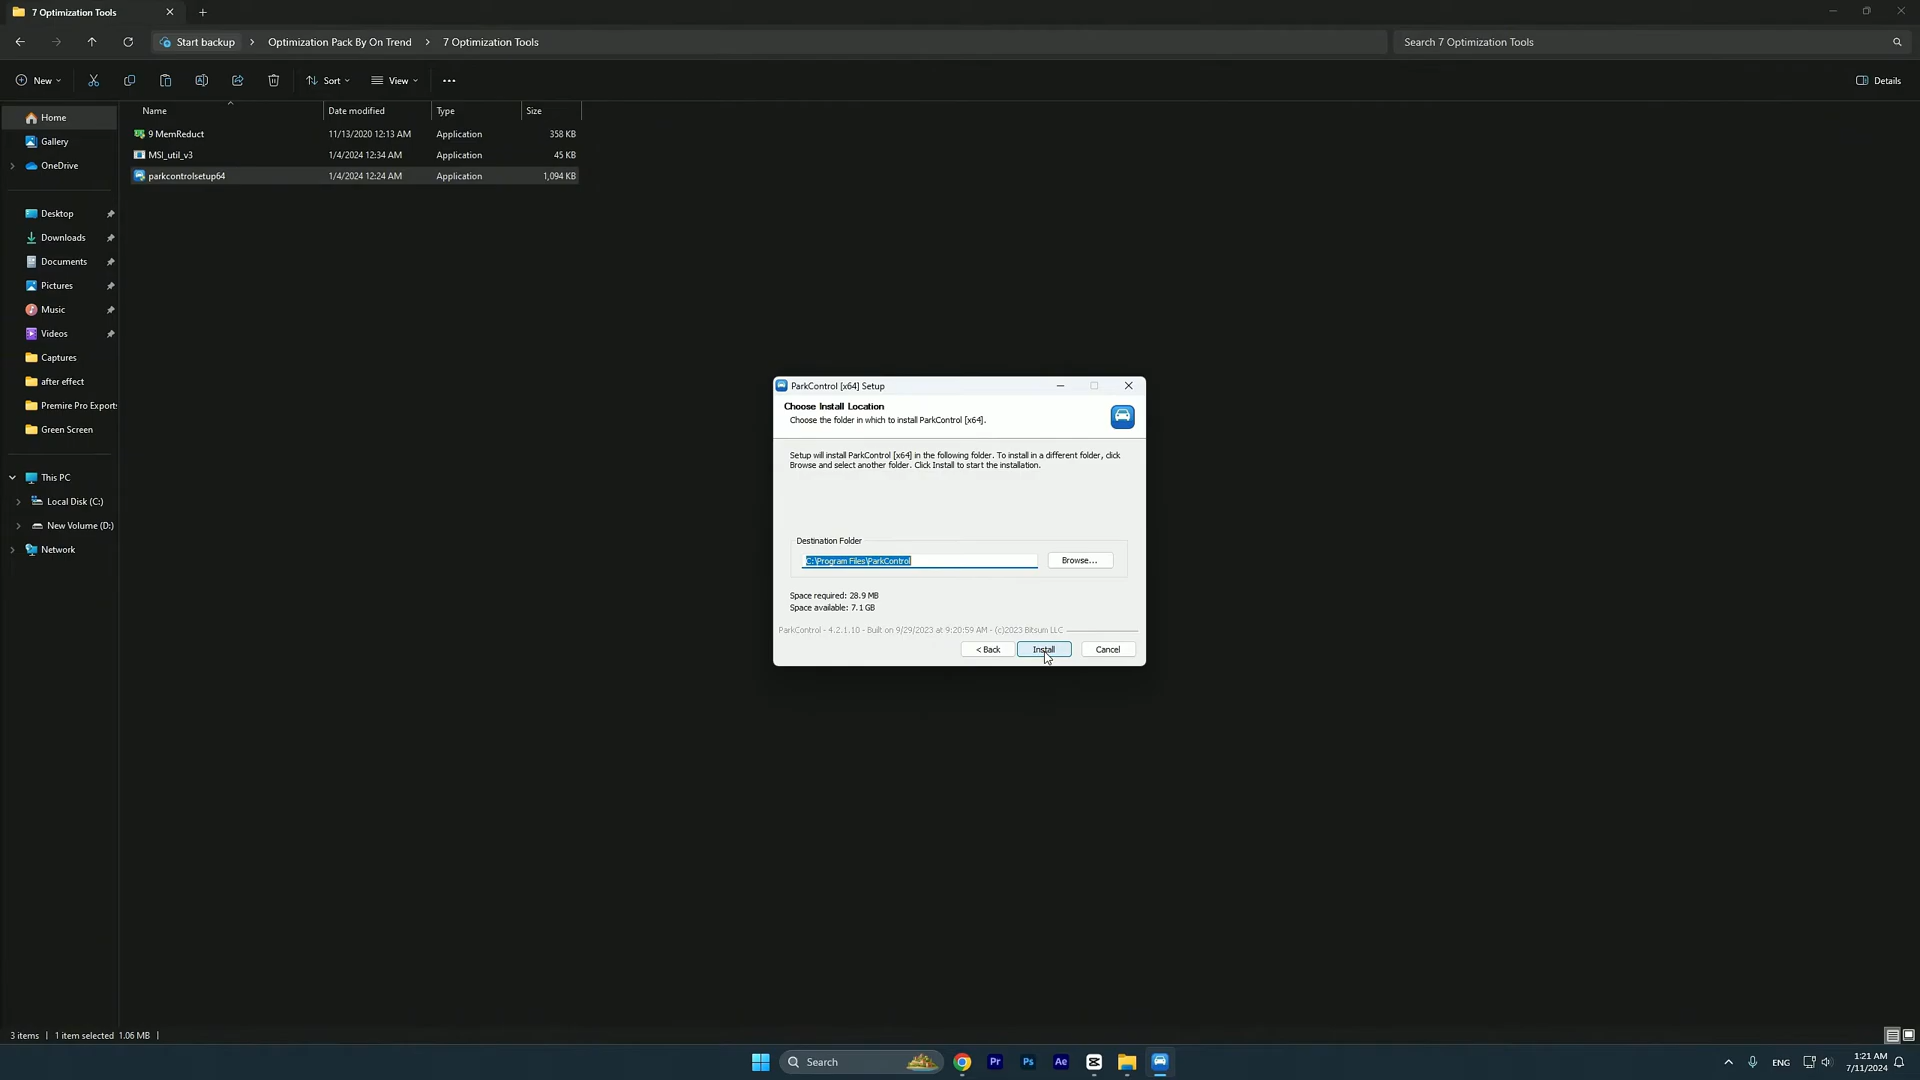 7 Optimization Tools
Start backup
Optimization Pack By On Trend
7 Optimization Tools
Search 7 Optimization Tools
New
Sort
View
Details
Name
Date modified
Type
Size
9 MemReduct
11/13/2020 12:13 AM
Application
358 KB
MSI_util_v3
1/4/2024 12:34 AM
Application
45 KB
parkcontrolsetup64
1/4/2024 12:24 AM
Application
1,094 KB
Home
Gallery
OneDrive
Desktop
Downloads
Documents
Pictures
Music
Videos
Captures
after effect
Premire Pro Exports
Green Screen
This PC
Local Disk (C:)
New Volume (D:)
Network
ParkControl [x64] Setup
Choose Install Location
Choose the folder in which to install ParkControl [x64].
Setup will install ParkControl [x64] in the following folder. To install in a different folder, click
Browse and select another folder. Click Install to start the installation.
Destination Folder
C:\Program Files\ParkControl
Browse...
Space required: 28.9 MB
Space available: 7.1 GB
ParkControl - 4.2.1.10 - Built on 9/29/2023 at 9:20:59 AM - (c)2023 Bitsum LLC
< Back
Install
Cancel
3 items
1 item selected 1.06 MB
Search
Pr
Ps
Ae
ENG
1:21 AM
7/11/2024